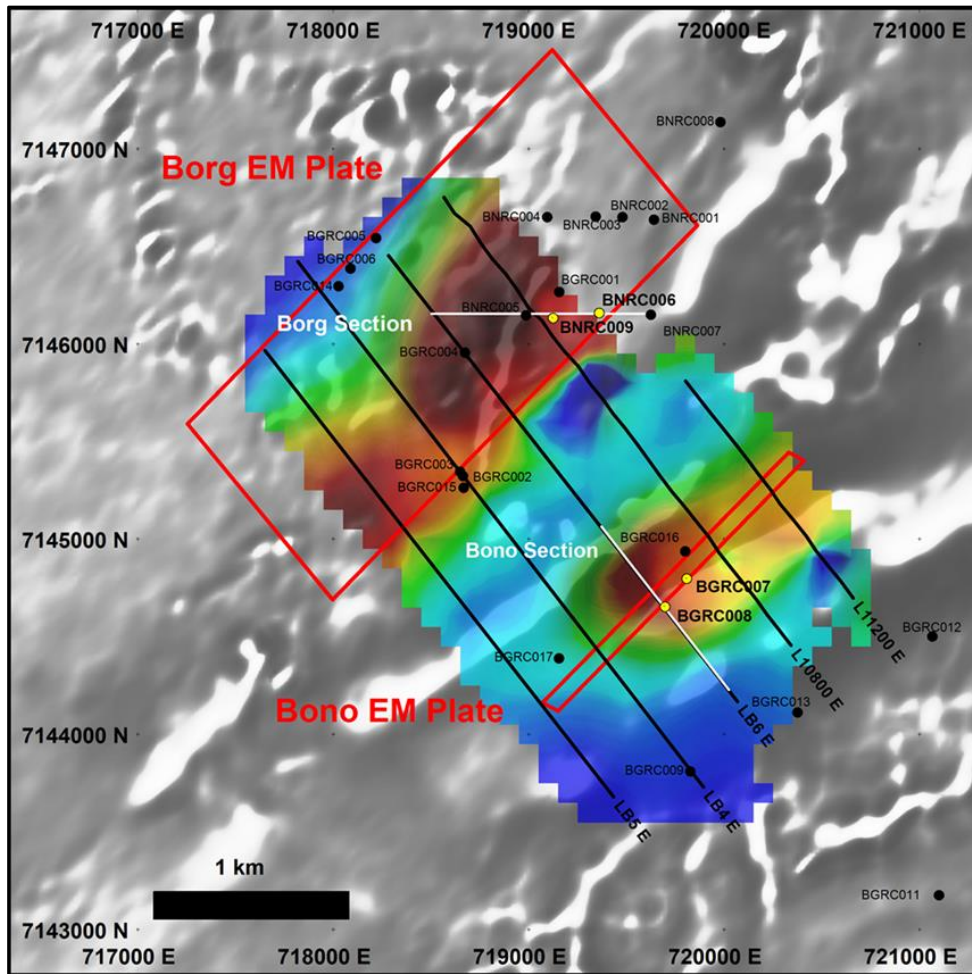 717000 E
718000 E
719000 E
720000 E
721000 E
BNRC008
7147000 N
Borg EM Plate
BNRC004
BNRC003
BNRC002
BNRC001
BGRC005
BGRC006
BGRC014
BGRC001
BNRC006
Borg Section
BNRC005
BNRC009
BNRC007
7146000 N
BGRC004
BGRC003
BGRC002
BGRC015
7145000 N
Bono Section
BGRC016
BGRC007
BGRC008
L11200 E
BGRC012
BGRC017
L10800 E
Bono EM Plate
LB6 E
BGRC013
7144000 N
BGRC009
LB4 E
LB5 E
1 km
BGRC011
7143000 N
717000 E
718000 E
719000 E
720000 E
721000 E